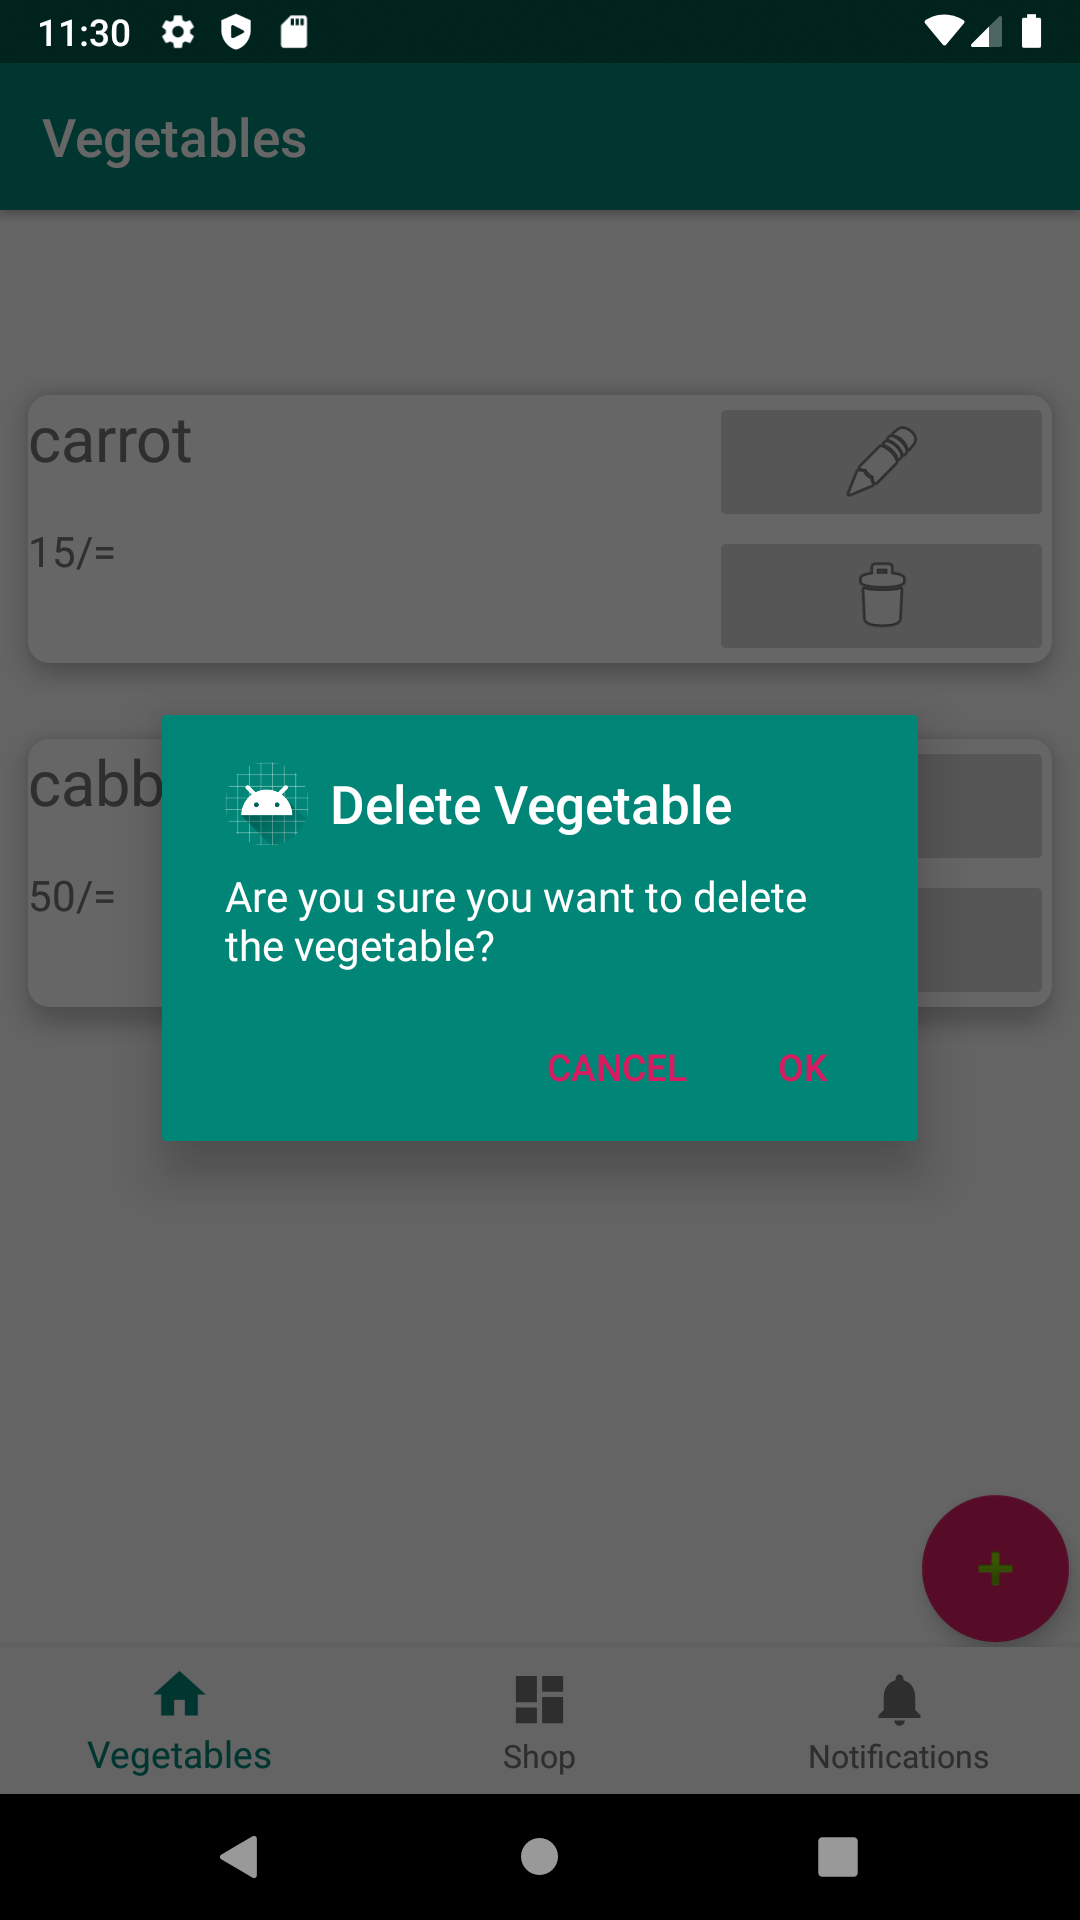 11:30
Vegetables
carrot
15/=
cabb
50/=
Delete Vegetable
Are you sure you want to delete
the vegetable?
CANCEL OK
Vegetables Shop Notifications